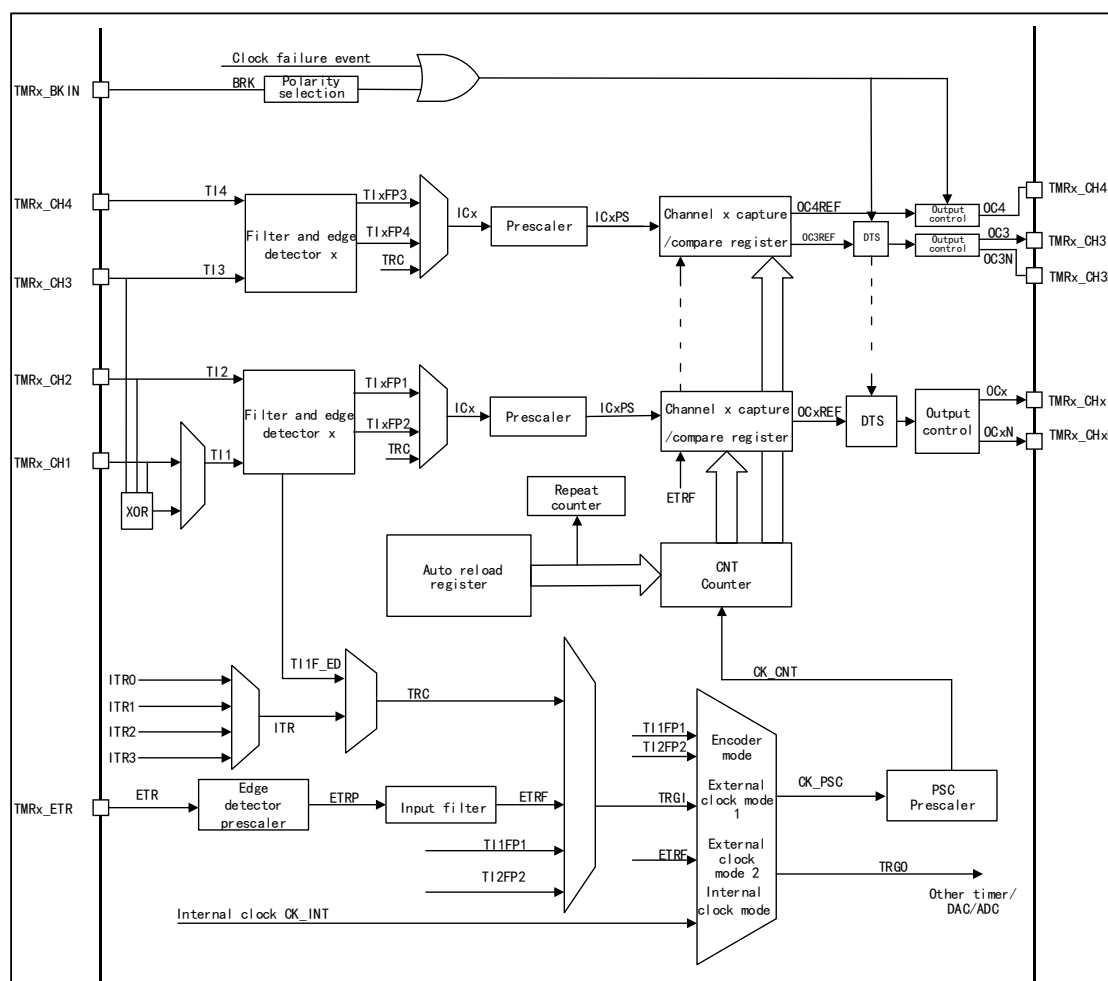 Clock failure event
TMRx_BKIN
BRK
Polarity
selection
TMRx_CH4
TI4
TIxFP3
TIxFP4
TRC
Filter and edge
detector x
ICx
Prescaler
ICxPS
Channel x capture
/compare register
OC4REF
OC3REF
DTS
Output
control
Output
control
OC4
OC3
OC3N
TMRx_CH4
TMRx_CH3
TMRx_CH3
TI3
TMRx_CH3
TMRx_CH2
TI2
TIxFP1
TIxFP2
TRC
Filter and edge
detector x
ICx
Prescaler
ICxPS
Channel x capture
/compare register
OCxREF
DTS
Output
control
OCx
OCxN
TMRx_CHx
TMRx_CHx
TMRx_CH1
TI1
XOR
ETRF
Repeat
counter
Auto reload
register
CNT
Counter
CK_CNT
TI1F_ED
ITR0
ITR1
ITR2
ITR3
ITR
TRC
TMRx_ETR
ETR
Edge
detector
prescaler
ETRP
Input filter
ETRF
TI1FP1
TI2FP2
TRGI
TI1FP1
TI2FP2
ETRF
Encoder
mode
External
clock mode
1
External
clock
mode 2
Internal
clock mode
CK_PSC
PSC
Prescaler
TRGO
Other timer/
DAC/ADC
Internal clock CK_INT